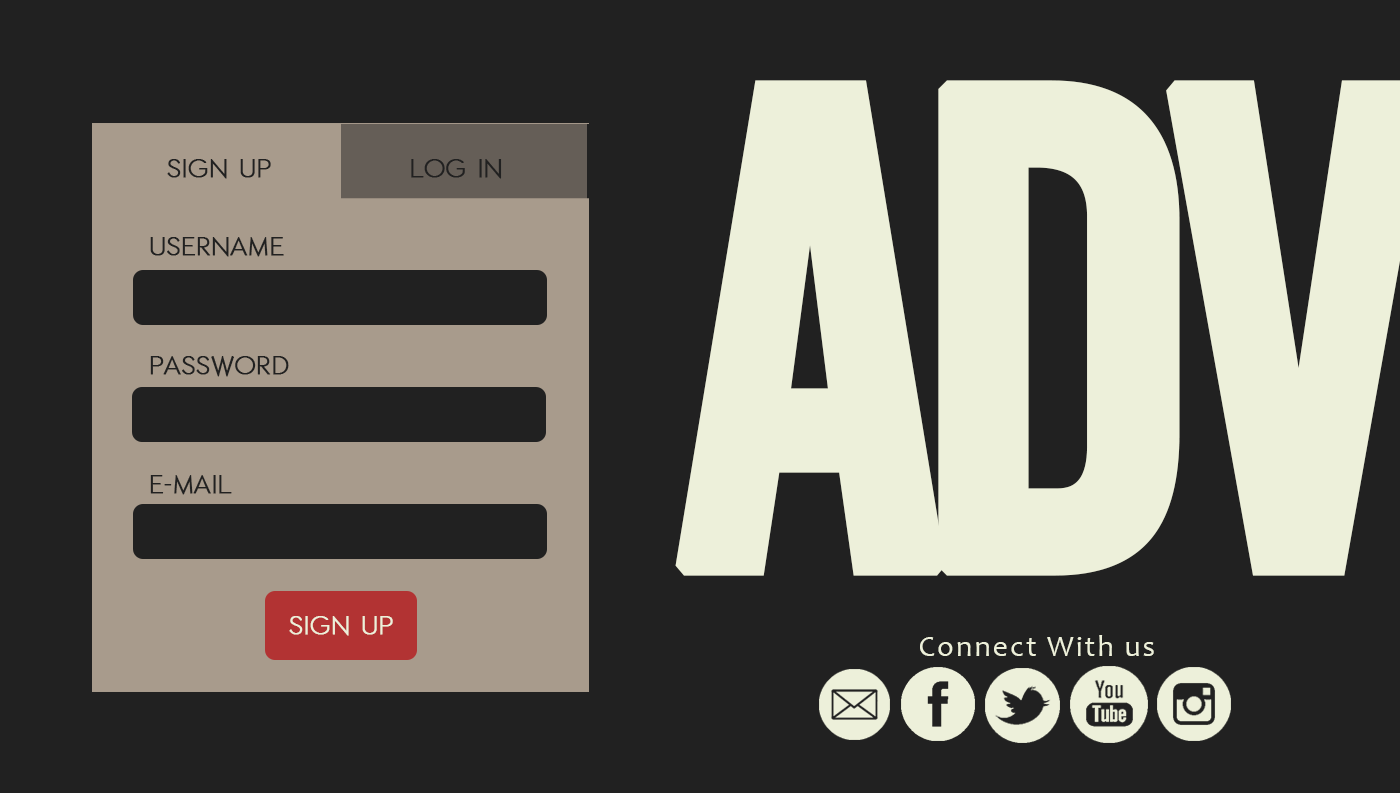 SIGN UP
LOG IN
USERNAME
PASSWORD
E-MAIL
SIGN UP
ADV
Connect With us
f
You
Tube